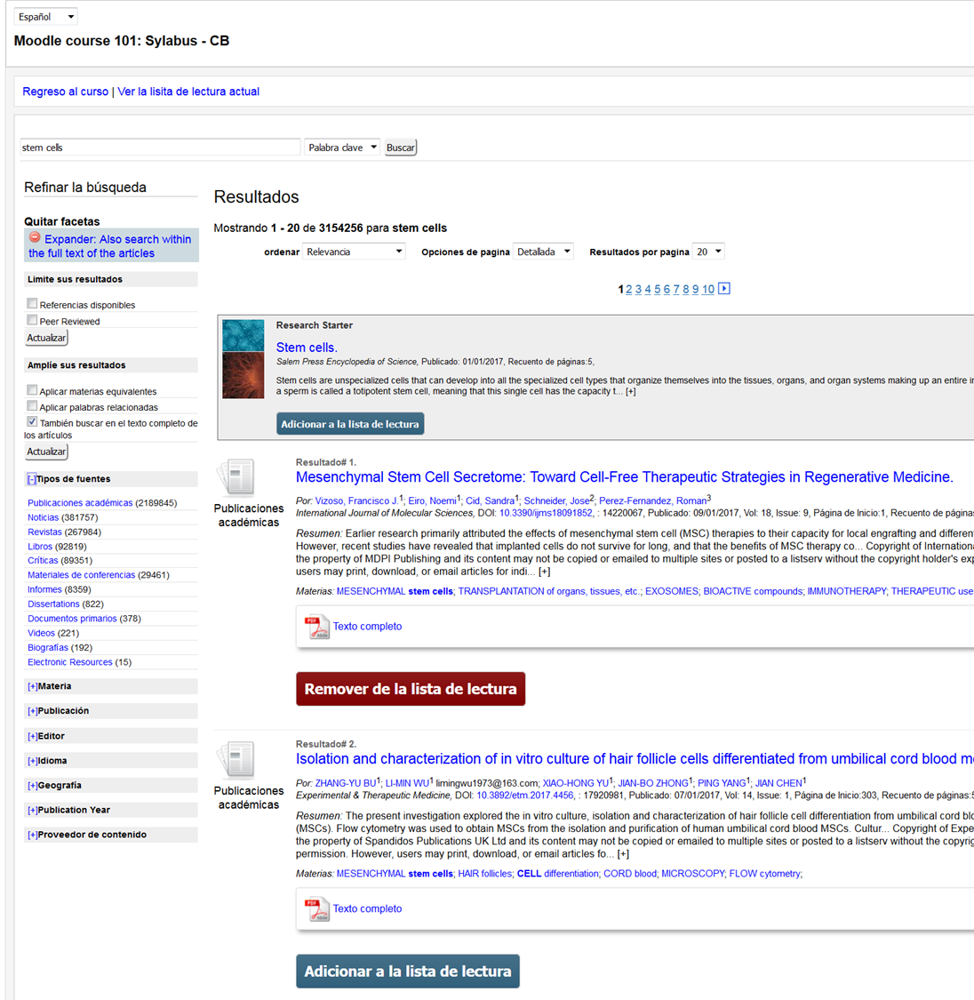 Español
Moodle course 101: Sylabus - CB
Regreso al curso | Ver la lisita de lectura actual
stem cells Palabra clave Buscar
Refinar la búsqueda
Quitar facetas
Expander: Also search within
the full text of the articles
Limite sus resultados
Referencias disponibles
Peer Reviewed
Actualizar
Amplíe sus resultados
Aplicar materias equivalentes
Aplicar palabras relacionadas
También buscar en el texto completo de
los artículos
Actualizar
[-]Tipos de fuentes
Publicaciones académicas (2189845)
Noticias (381757)
Revistas (267984)
Libros (92819)
Críticas (89351)
Materiales de conferencias (29461)
Informes (8359)
Dissertations (822)
Documentos primarios (378)
Videos (221)
Biografías (192)
Electronic Resources (15)
[+]Materia
[+]Publicación
[+]Editor
[+]Idioma
[+]Geografía
[+]Publication Year
[+]Proveedor de contenido
Resultados
Mostrando 1 - 20 de 3154256 para stem cells
ordenar Relevancia Opciones de pagina Detallada Resultados por pagina 20
1 2 3 4 5 6 7 8 9 10
Research Starter
Stem cells.
Salem Press Encyclopedia of Science, Publicado: 01/01/2017, Recuento de páginas:5,
Stem cells are unspecialized cells that can develop into all the specialized cell types that organize themselves into the tissues, organs, and organ systems making up an entire
a sperm is called a totipotent stem cell, meaning that this single cell has the capacity t... [+]
Adicionar a la lista de lectura
Publicaciones
académicas
Resultado# 1.
Mesenchymal Stem Cell Secretome: Toward Cell-Free Therapeutic Strategies in Regenerative Medicine.
Por: Vizoso, Francisco J.1; Eiro, Noemi1; Cid, Sandra1; Schneider, Jose2; Perez-Fernandez, Roman3
International Journal of Molecular Sciences, DOI: 10.3390/ijms18091852, : 14220067, Publicado: 09/01/2017, Vol: 18, Issue: 9, Página de Inicio:1, Recuento de páginas
Resumen: Earlier research primarily attributed the effects of mesenchymal stem cell (MSC) therapies to their capacity for local engrafting and differen
However, recent studies have revealed that implanted cells do not survive for long, and that the benefits of MSC therapy co... Copyright of Internationa
the property of MDPI Publishing and its content may not be copied or emailed to multiple sites or posted to a listserv without the copyright holder's exp
users may print, download, or email articles for indi... [+]
Materias: MESENCHYMAL stem cells; TRANSPLANTATION of organs, tissues, etc.; EXOSOMES; BIOACTIVE compounds; IMMUNOTHERAPY; THERAPEUTIC use
Texto completo
Remover de la lista de lectura
Publicaciones
académicas
Resultado# 2.
Isolation and characterization of in vitro culture of hair follicle cells differentiated from umbilical cord blood m
Por: ZHANG-YU BU1; LI-MIN WU1 limingwu1973@163.com; XIAO-HONG YU1; JIAN-BO ZHONG1; PING YANG1; JIAN CHEN1
Experimental & Therapeutic Medicine, DOI: 10.3892/etm.2017.4456, : 17920981, Publicado: 07/01/2017, Vol: 14, Issue: 1, Página de Inicio:303, Recuento de páginas:5
Resumen: The present investigation explored the in vitro culture, isolation and characterization of hair follicle cell differentiation from umbilical cord blo
(MSCs). Flow cytometry was used to obtain MSCs from the isolation and purification of human umbilical cord blood MSCs. Cultur... Copyright of Expe
the property of Spandidos Publications UK Ltd and its content may not be copied or emailed to multiple sites or posted to a listserv without the copyrig
permission. However, users may print, download, or email articles fo... [+]
Materias: MESENCHYMAL stem cells; HAIR follicles; CELL differentiation; CORD blood; MICROSCOPY; FLOW cytometry;
Texto completo
Adicionar a la lista de lectura